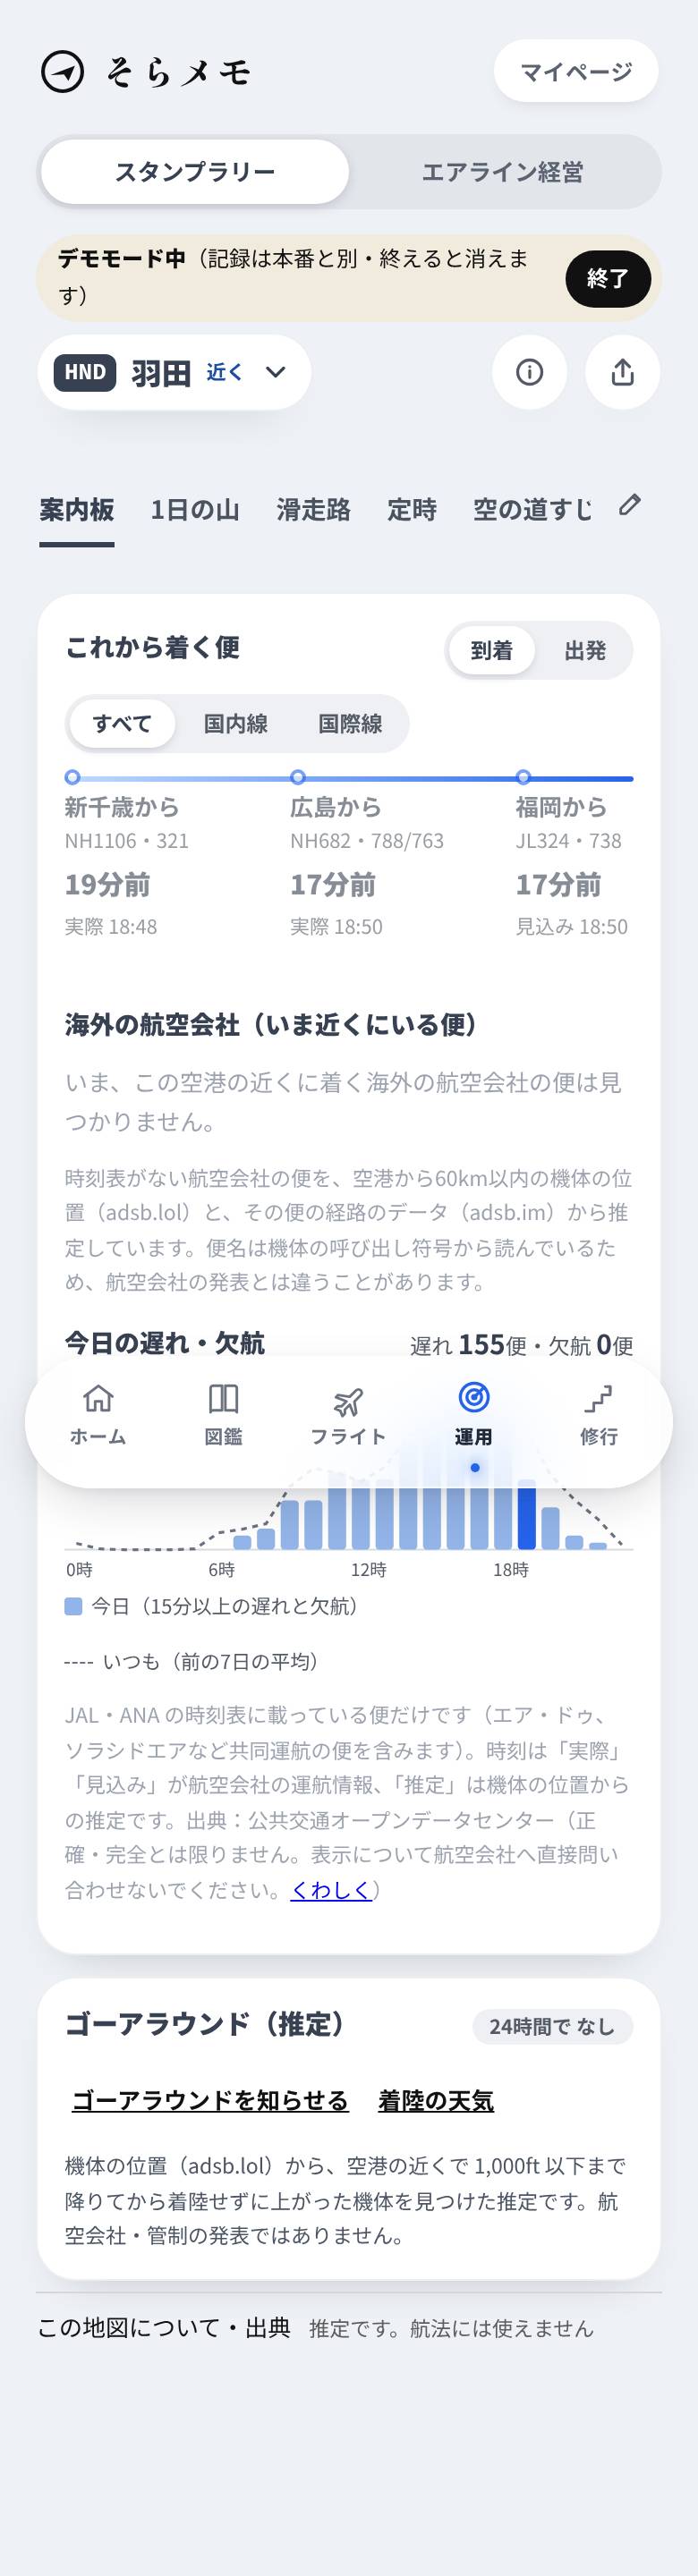 そらメモ
マイページ
スタンプラリー
エアライン経営
デモモード中（記録は本番と別・終えると消えま
す）
終了
HND 羽田 近く
案内板 1日の山 滑走路 定時 空の道すじ
これから着く便
到着 出発
すべて 国内線 国際線
新千歳から
NH1106・321
19分前
実際 18:48
広島から
NH682・788/763
17分前
実際 18:50
福岡から
JL324・738
17分前
見込み 18:50
海外の航空会社（いま近くにいる便）
いま、この空港の近くに着く海外の航空会社の便は見
つかりません。
時刻表がない航空会社の便を、空港から60km以内の機体の位
置（adsb.lol）と、その便の経路のデータ（adsb.im）から推
定しています。便名は機体の呼び出し符号から読んでいるた
め、航空会社の発表とは違うことがあります。
今日の遅れ・欠航
遅れ 155便・欠航 0便
ホーム 図鑑 フライト 運用 修行
0時 6時 12時 18時
今日（15分以上の遅れと欠航）
---- いつも（前の7日の平均）
JAL・ANA の時刻表に載っている便だけです（エア・ドゥ、
ソラシドエアなど共同運航の便を含みます）。時刻は「実際」
「見込み」が航空会社の運航情報、「推定」は機体の位置から
の推定です。出典：公共交通オープンデータセンター（正
確・完全とは限りません。表示について航空会社へ直接問い
合わせないでください。くわしく）
ゴーアラウンド（推定）
24時間で なし
ゴーアラウンドを知らせる 着陸の天気
機体の位置（adsb.lol）から、空港の近くで 1,000ft 以下まで
降りてから着陸せずに上がった機体を見つけた推定です。航
空会社・管制の発表ではありません。
この地図について・出典 推定です。航法には使えません